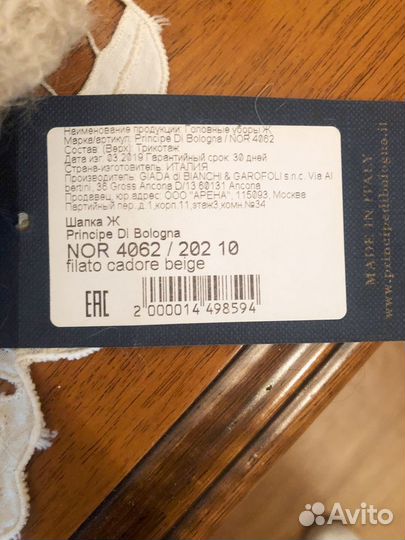 Наименование продукции: Головные уборы Ж
Марка/артикул: Principe Di Bologna / NOR 4062
Состав: (Верх): Трикотаж
Дата изг: 03.2019 Гарантийный срок: 30 дней
Страна-изготовитель: ИТАЛИЯ
Производитель: GIADA di BIANCHI & GAROFOLI s.n.c. Via Al
bertini, 36 Gross Ancona D/13 60131 Ancona
Продавец, юр.адрес: ООО "АРЕНА", 115093, Москва
Партийный пер.,д.1,корп.11,этаж3,комн.№34
Шапка Ж
Principe Di Bologna
NOR 4062 / 202 10
filato cadore beige
EAC
2 000014 498594
MADE IN ITALY
www.principedibologna.it
Avito